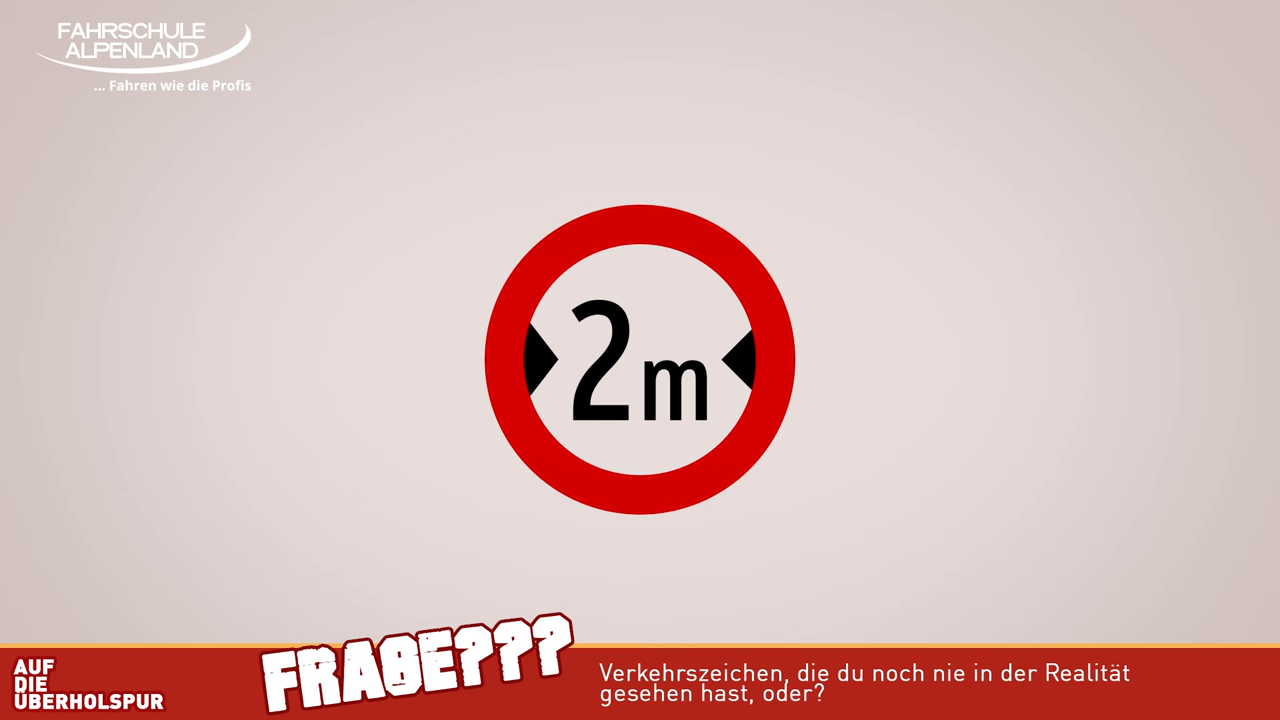 FAHRSCHULE
ALPENLAND
... Fahren wie die Profis
2m
FRAGE???
Verkehrszeichen, die du noch nie in der Realität
gesehen hast, oder?
AUF
DIE
ÜBERHOLSPUR